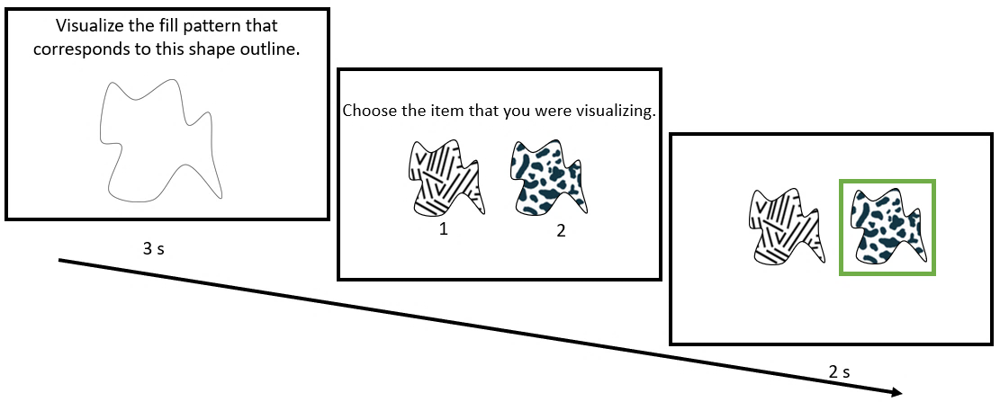 Visualize the fill pattern that
corresponds to this shape outline.
3 s
Choose the item that you were visualizing.
1
2
2 s